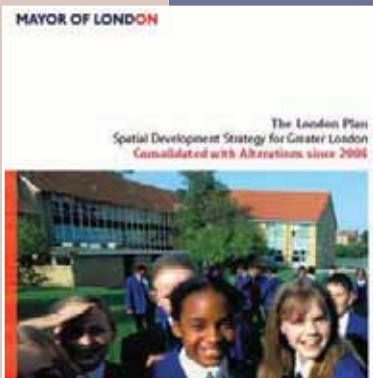 MAYOR OF LONDON
The London Plan
Spatial Development Strategy for Greater London
Consolidated with Alterations since 2004